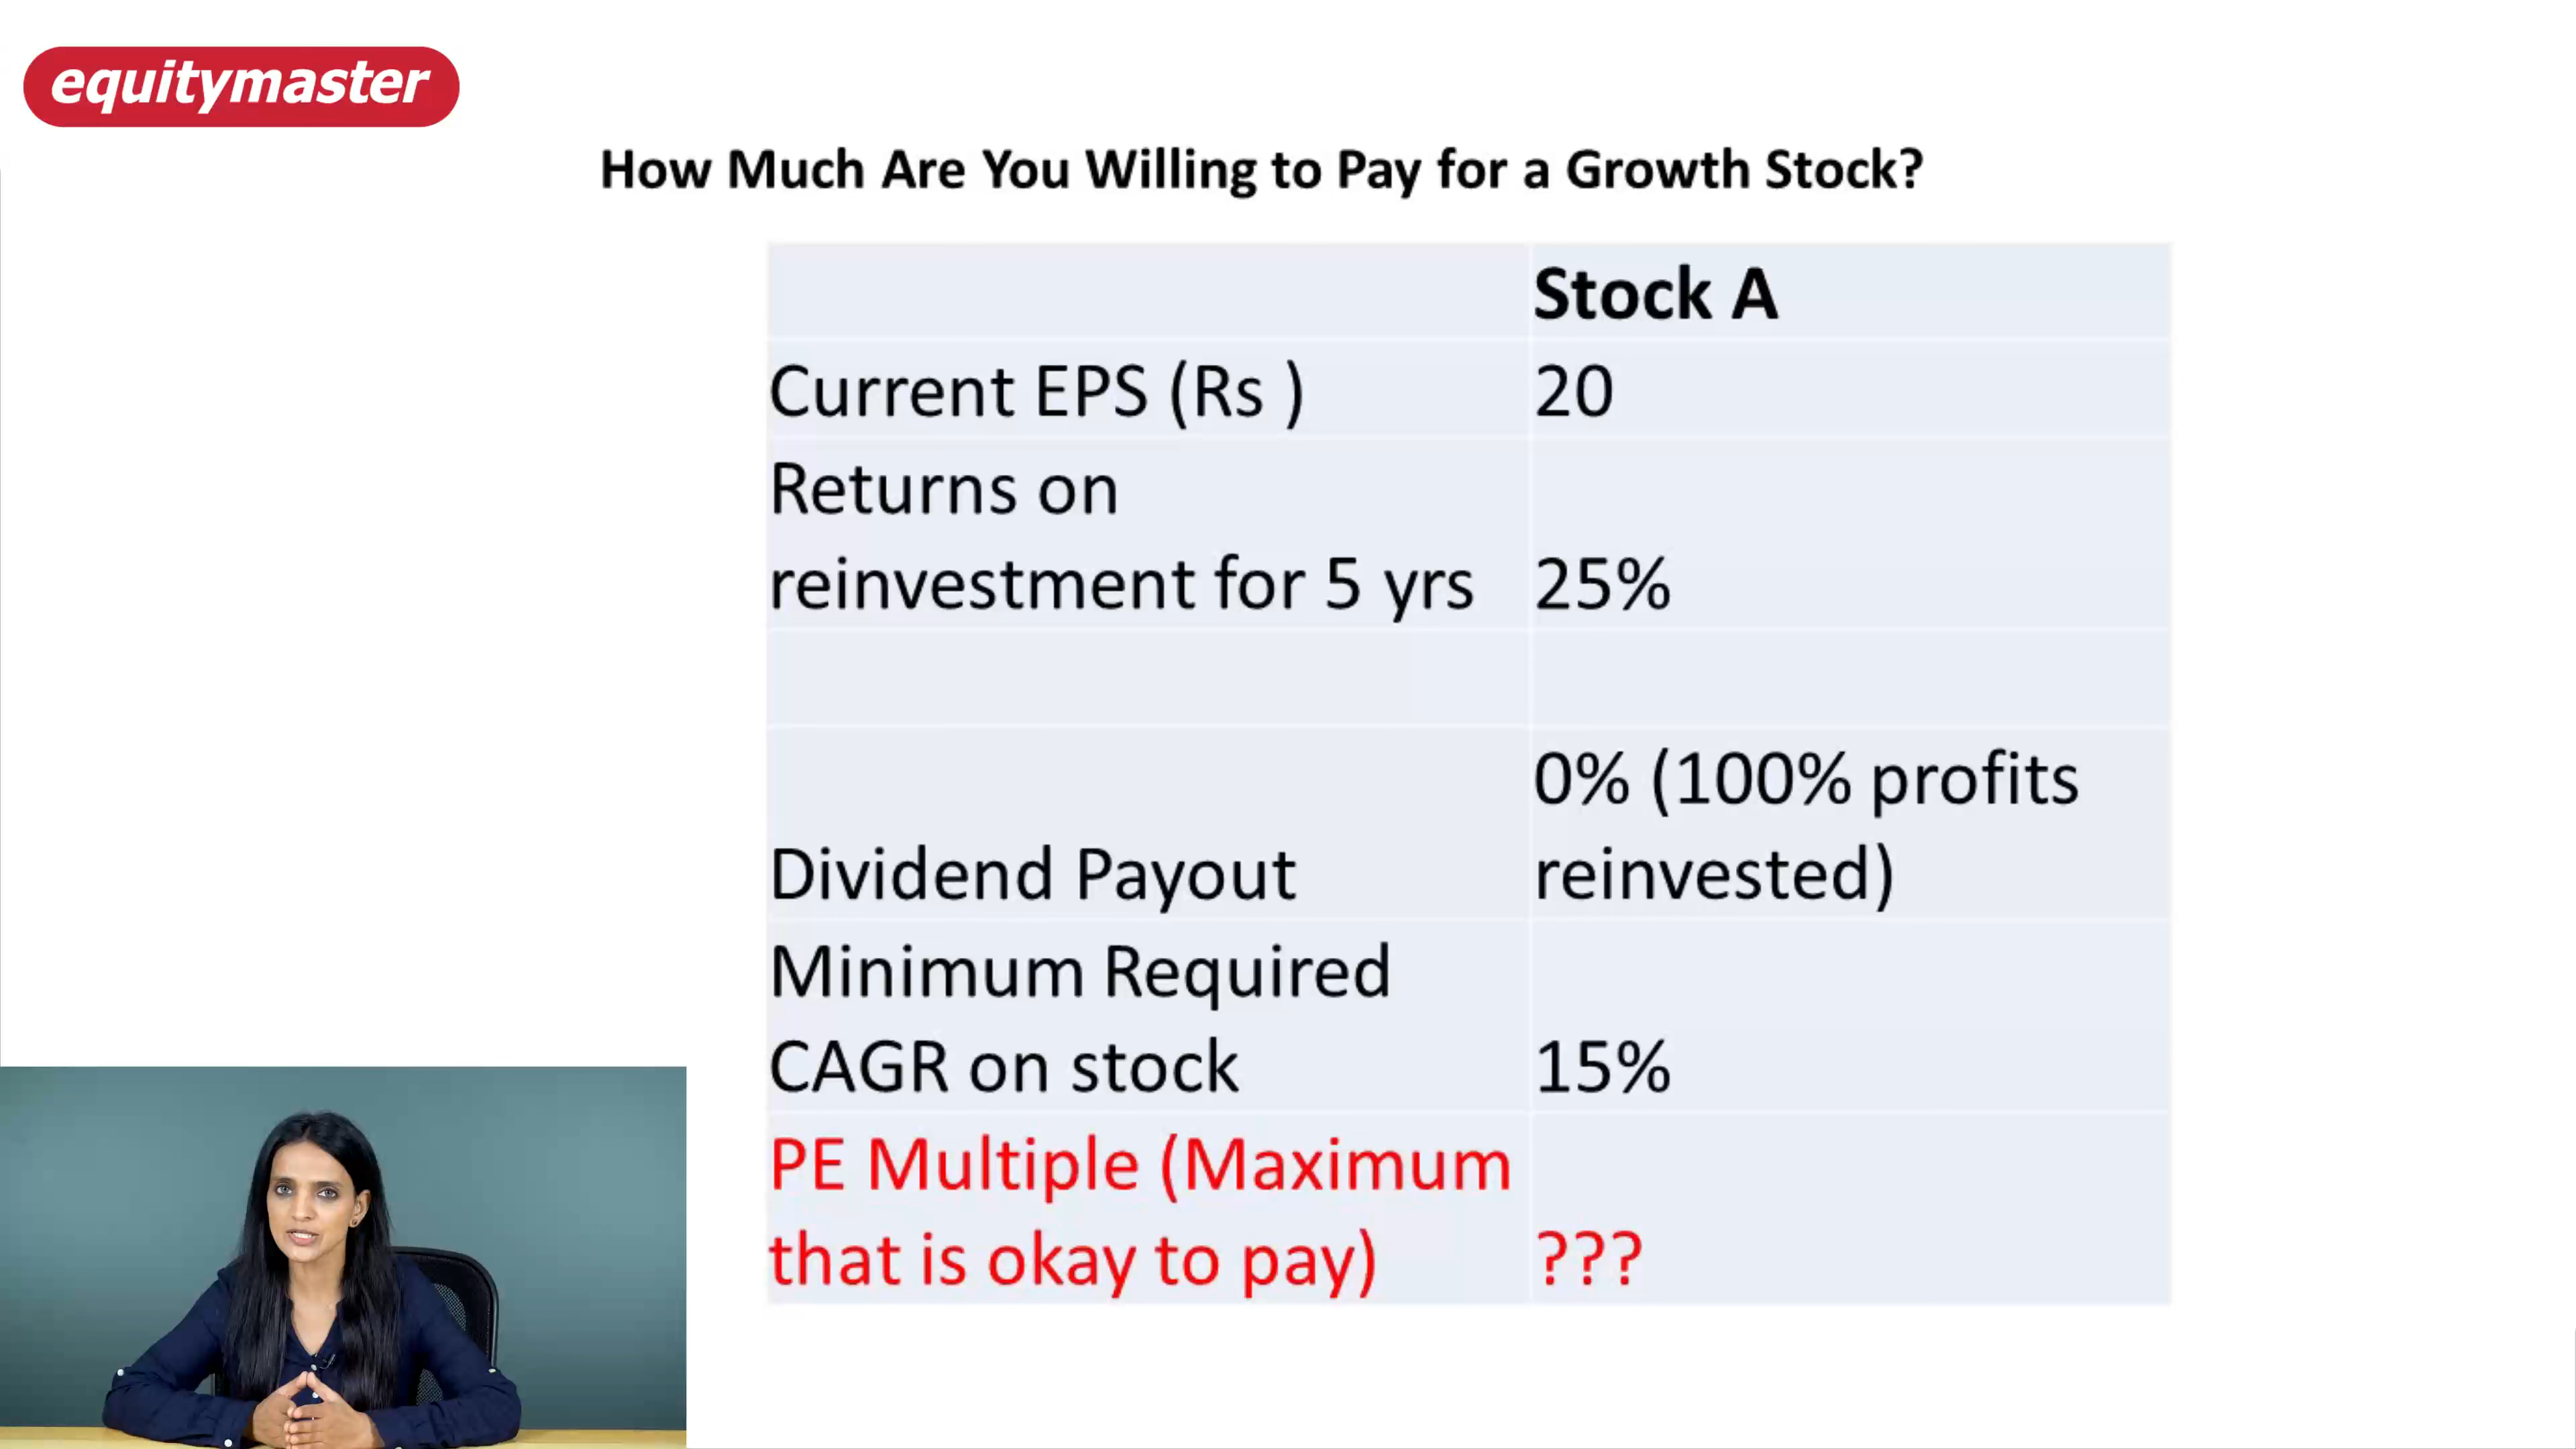 equitymaster
How Much Are You Willing to Pay for a Growth Stock?
Stock A
Current EPS (Rs ) 20
Returns on
reinvestment for 5 yrs 25%
0% (100% profits
Dividend Payout reinvested)
Minimum Required
CAGR on stock 15%
PE Multiple (Maximum
that is okay to pay) ???